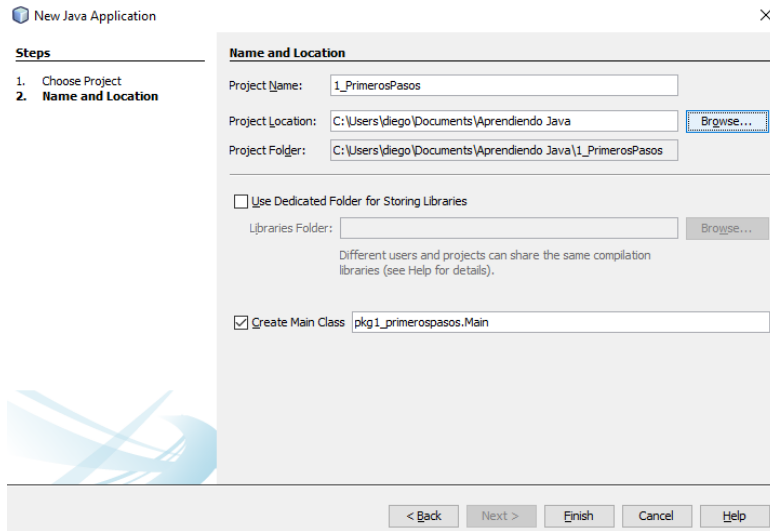 New Java Application
Steps
1. Choose Project
2. Name and Location
Name and Location
Project Name: 1_PrimerosPasos
Project Location: C:\Users\diego\Documents\Aprendiendo Java Browse...
Project Folder: C:\Users\diego\Documents\Aprendiendo Java\1_PrimerosPasos
Use Dedicated Folder for Storing Libraries
Libraries Folder: Browse...
Different users and projects can share the same compilation
libraries (see Help for details).
Create Main Class pkg1_primerospasos.Main
< Back Next > Finish Cancel Help